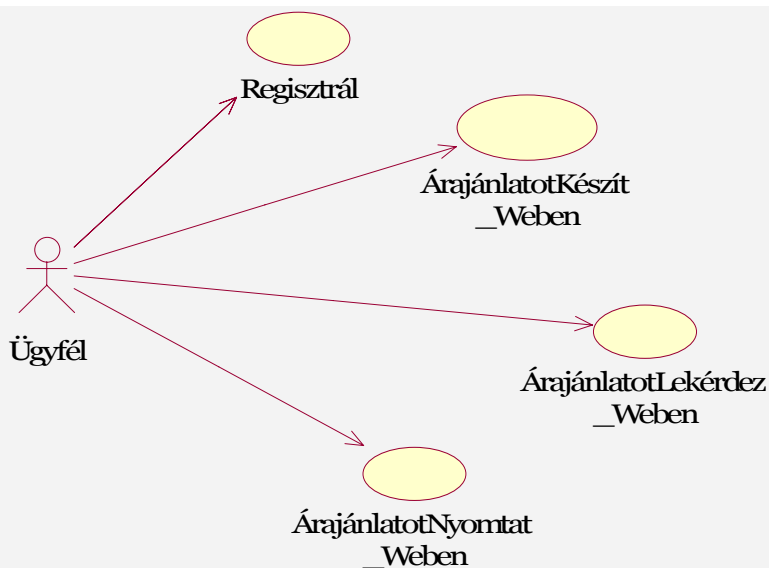 Regisztrál
ÁrajánlatotKészít
_Weben
Ügyfél
ÁrajánlatotLekérdez
_Weben
ÁrajánlatotNyomtat
_Weben